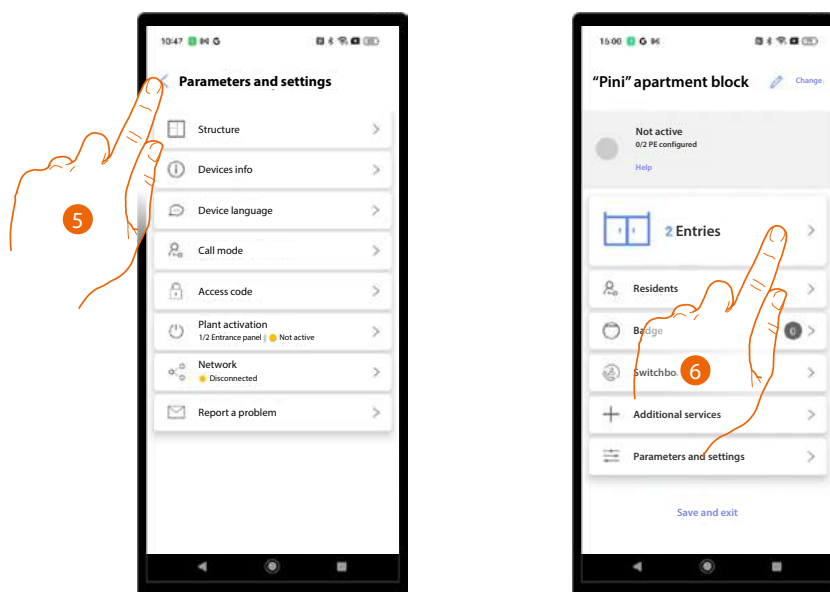 10:47
Parameters and settings
Structure
Devices info
Device language
Call mode
Access code
Plant activation
1/2 Entrance panel | Not active
Network
Disconnected
Report a problem
5
15:00
“Pini” apartment block
Change
Not active
0/2 PE configured
Help
2 Entries
Residents
Badge
0
Switchbo
6
Additional services
Parameters and settings
Save and exit